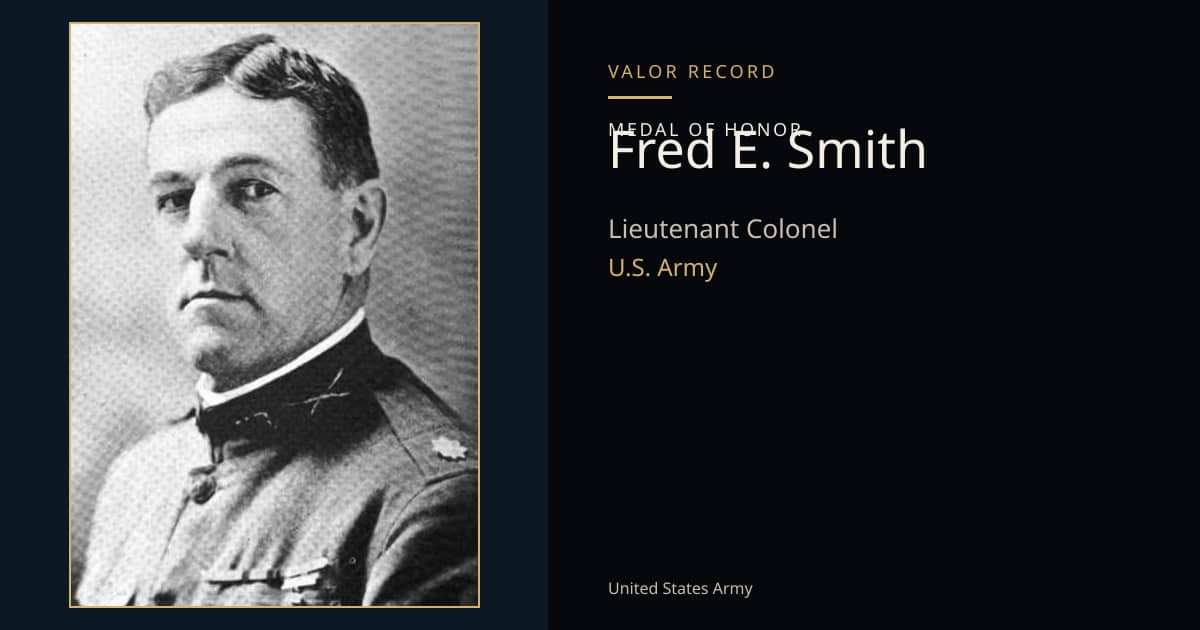 VALOR RECORD
MEDAL OF HONOR
Fred E. Smith
Lieutenant Colonel
U.S. Army
United States Army